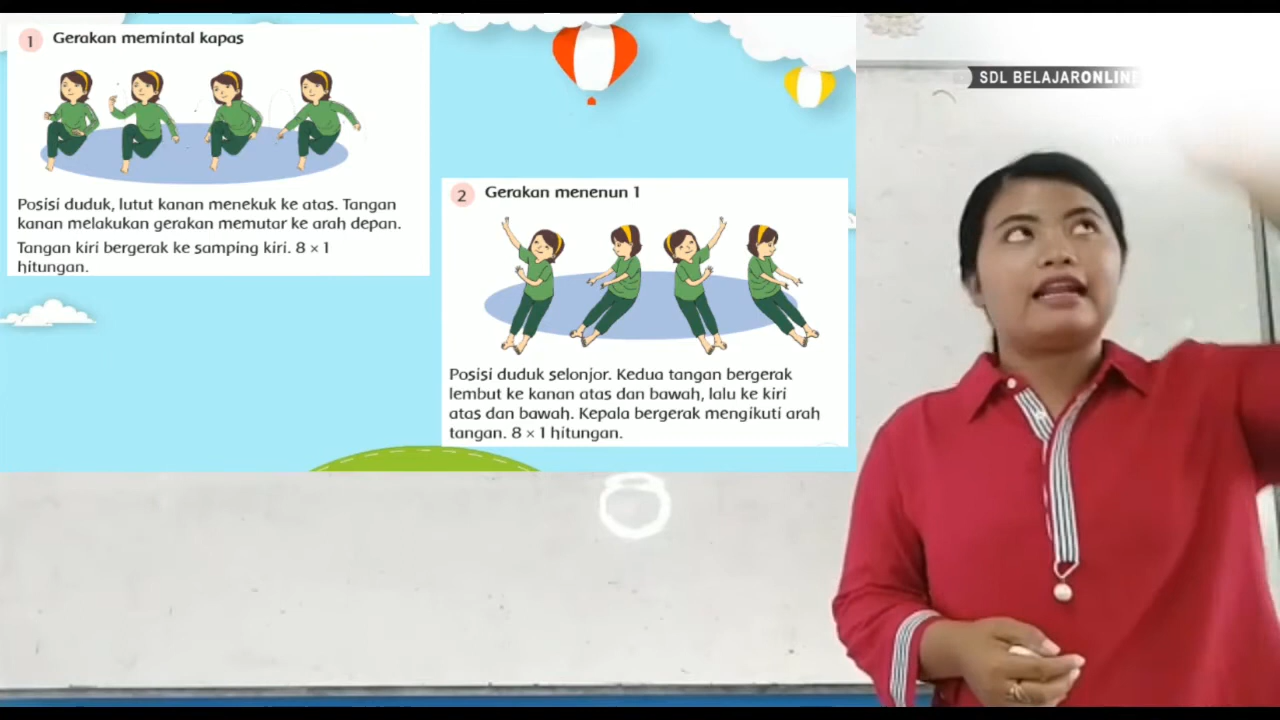 1 Gerakan memintal kapas
Posisi duduk, lutut kanan menekuk ke atas. Tangan
kanan melakukan gerakan memutar ke arah depan.
Tangan kiri bergerak ke samping kiri. 8 × 1
hitungan.
2 Gerakan menenun 1
Posisi duduk selonjor. Kedua tangan bergerak
lembut ke kanan atas dan bawah, lalu ke kiri
atas dan bawah. Kepala bergerak mengikuti arah
tangan. 8 × 1 hitungan.
SDL BELAJARONLINE